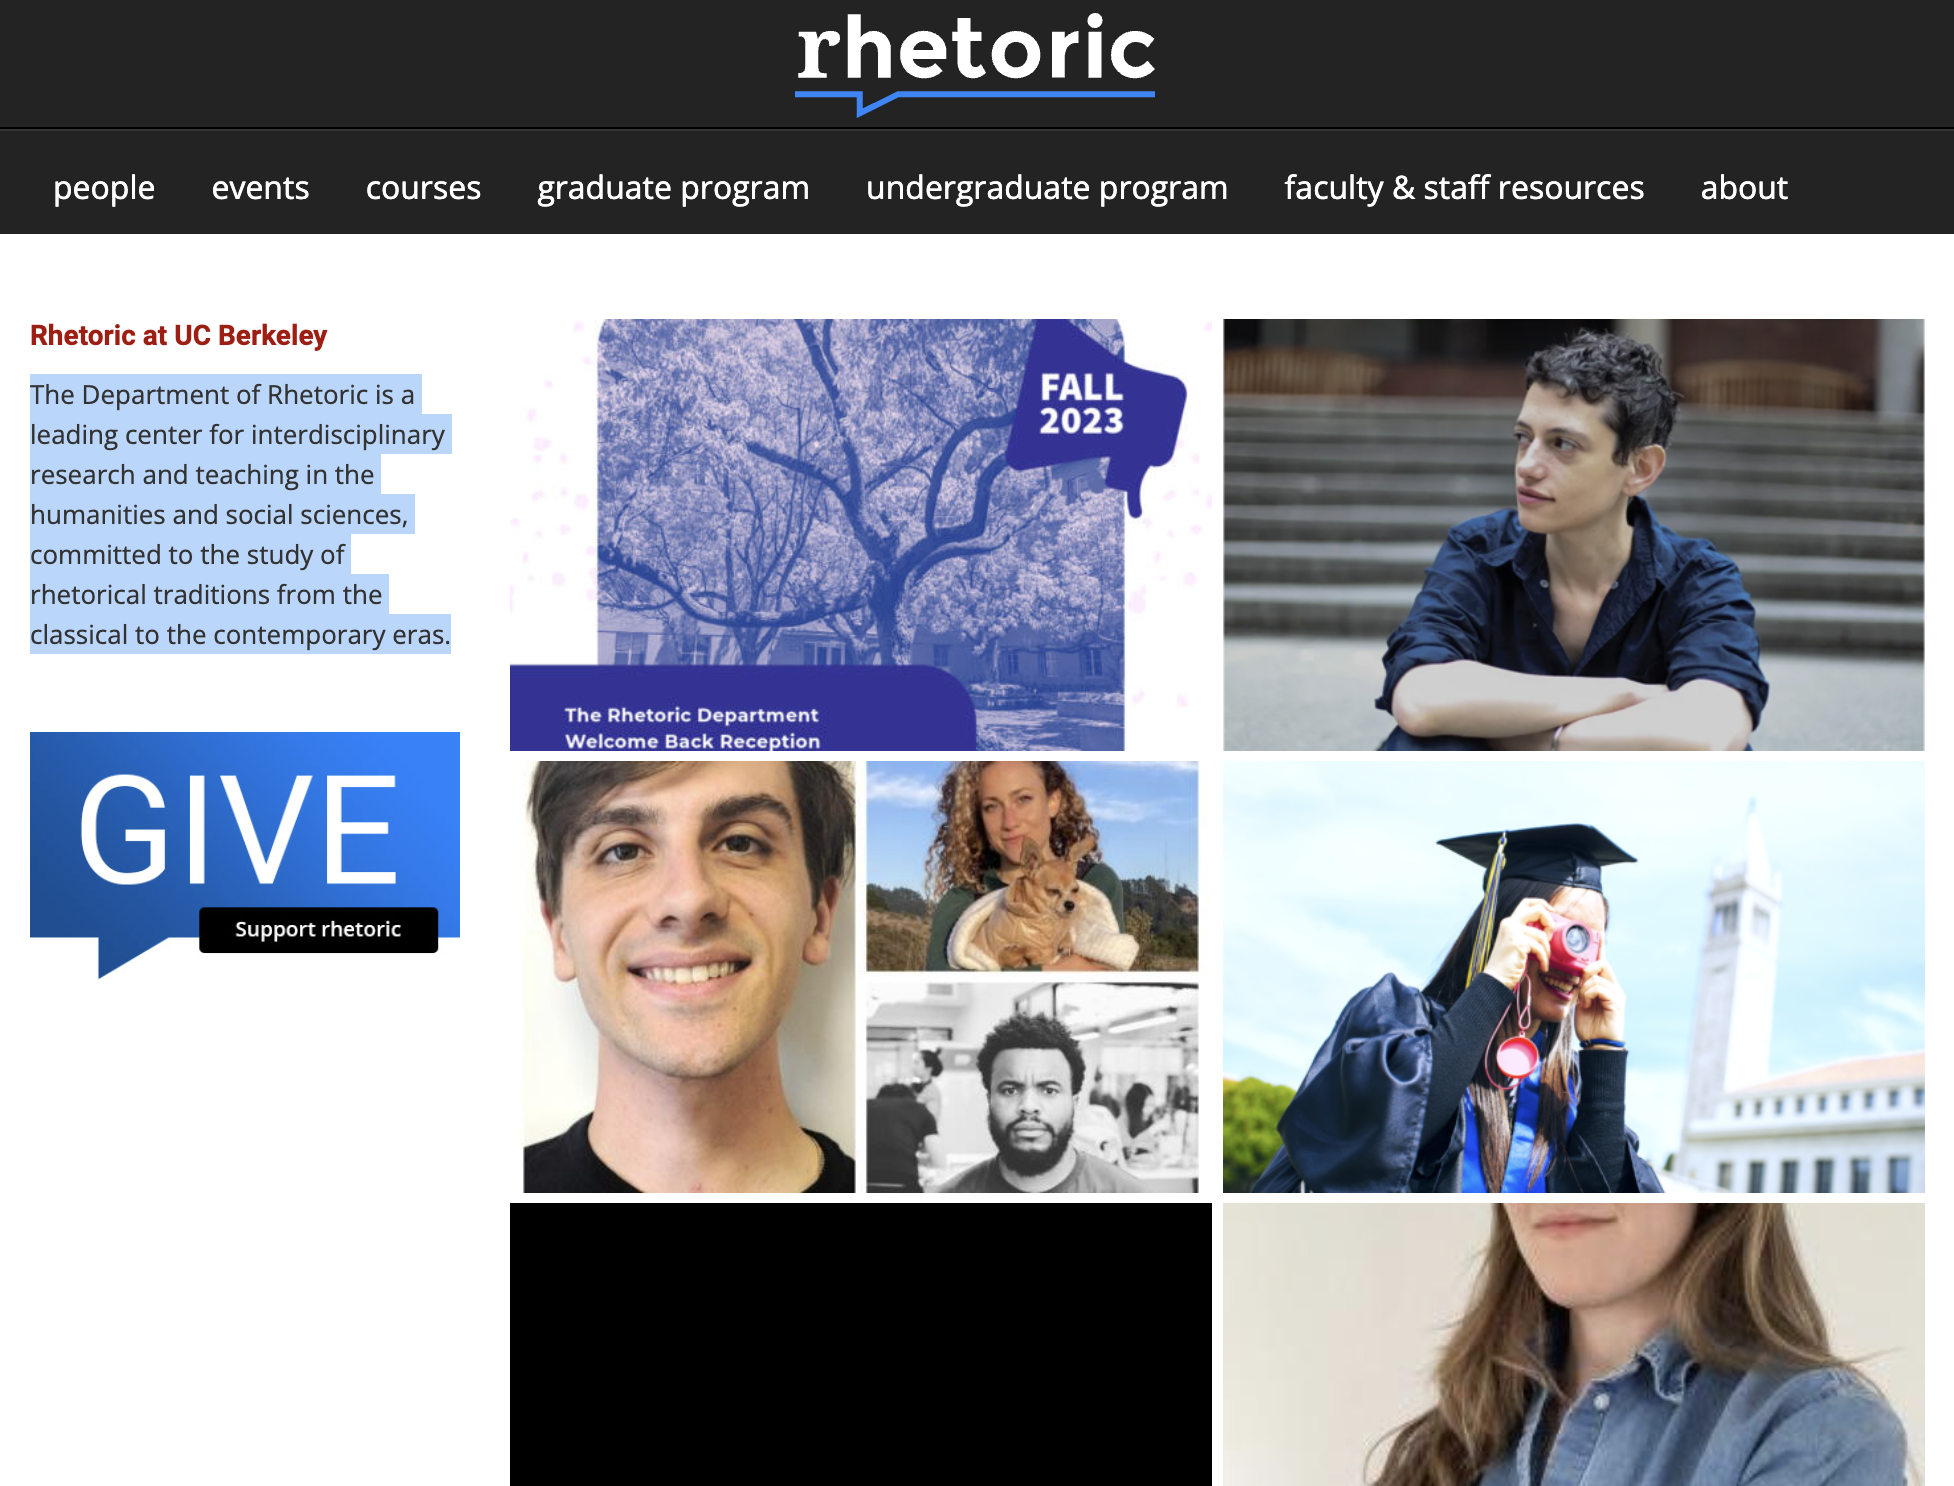 rhetoric
people events courses graduate program undergraduate program faculty & staff resources about
Rhetoric at UC Berkeley
The Department of Rhetoric is a
leading center for interdisciplinary
research and teaching in the
humanities and social sciences,
committed to the study of
rhetorical traditions from the
classical to the contemporary eras.
GIVE
Support rhetoric
FALL
2023
The Rhetoric Department
Welcome Back Reception